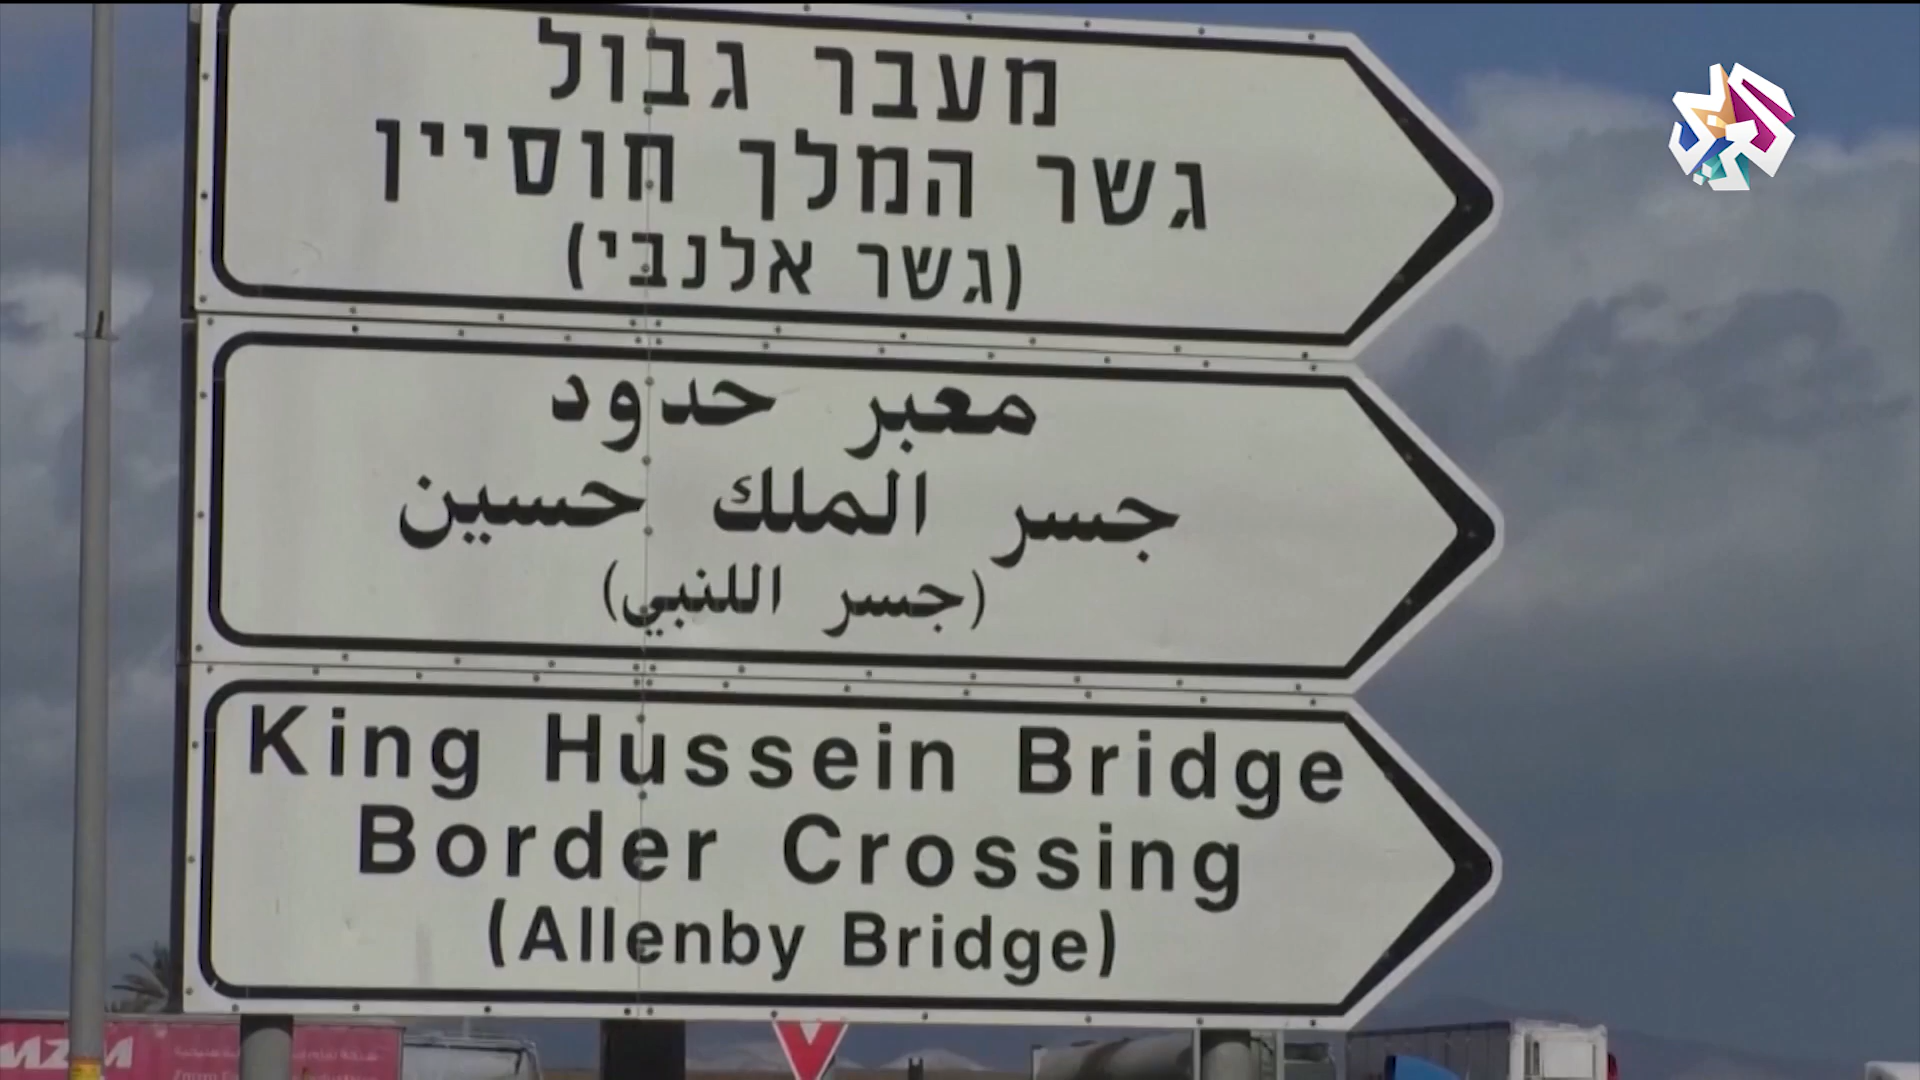 מעבר גבול
גשר המלך חוסיין
(גשר אלנבי)
معبر حدود
جسر الملك حسين
(جسر اللنبي)
King Hussein Bridge
Border Crossing
(Allenby Bridge)